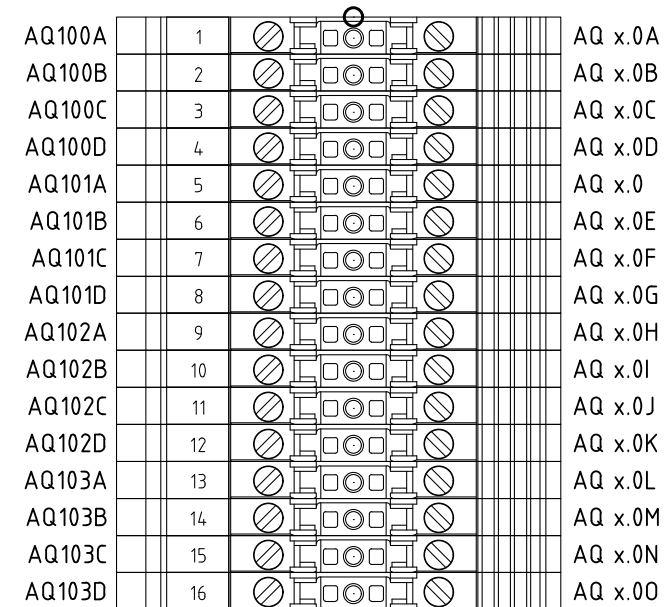 AQ100A 1 AQ x.0A
AQ100B 2 AQ x.0B
AQ100C 3 AQ x.0C
AQ100D 4 AQ x.0D
AQ101A 5 AQ x.0
AQ101B 6 AQ x.0E
AQ101C 7 AQ x.0F
AQ101D 8 AQ x.0G
AQ102A 9 AQ x.0H
AQ102B 10 AQ x.0I
AQ102C 11 AQ x.0J
AQ102D 12 AQ x.0K
AQ103A 13 AQ x.0L
AQ103B 14 AQ x.0M
AQ103C 15 AQ x.0N
AQ103D 16 AQ x.0O